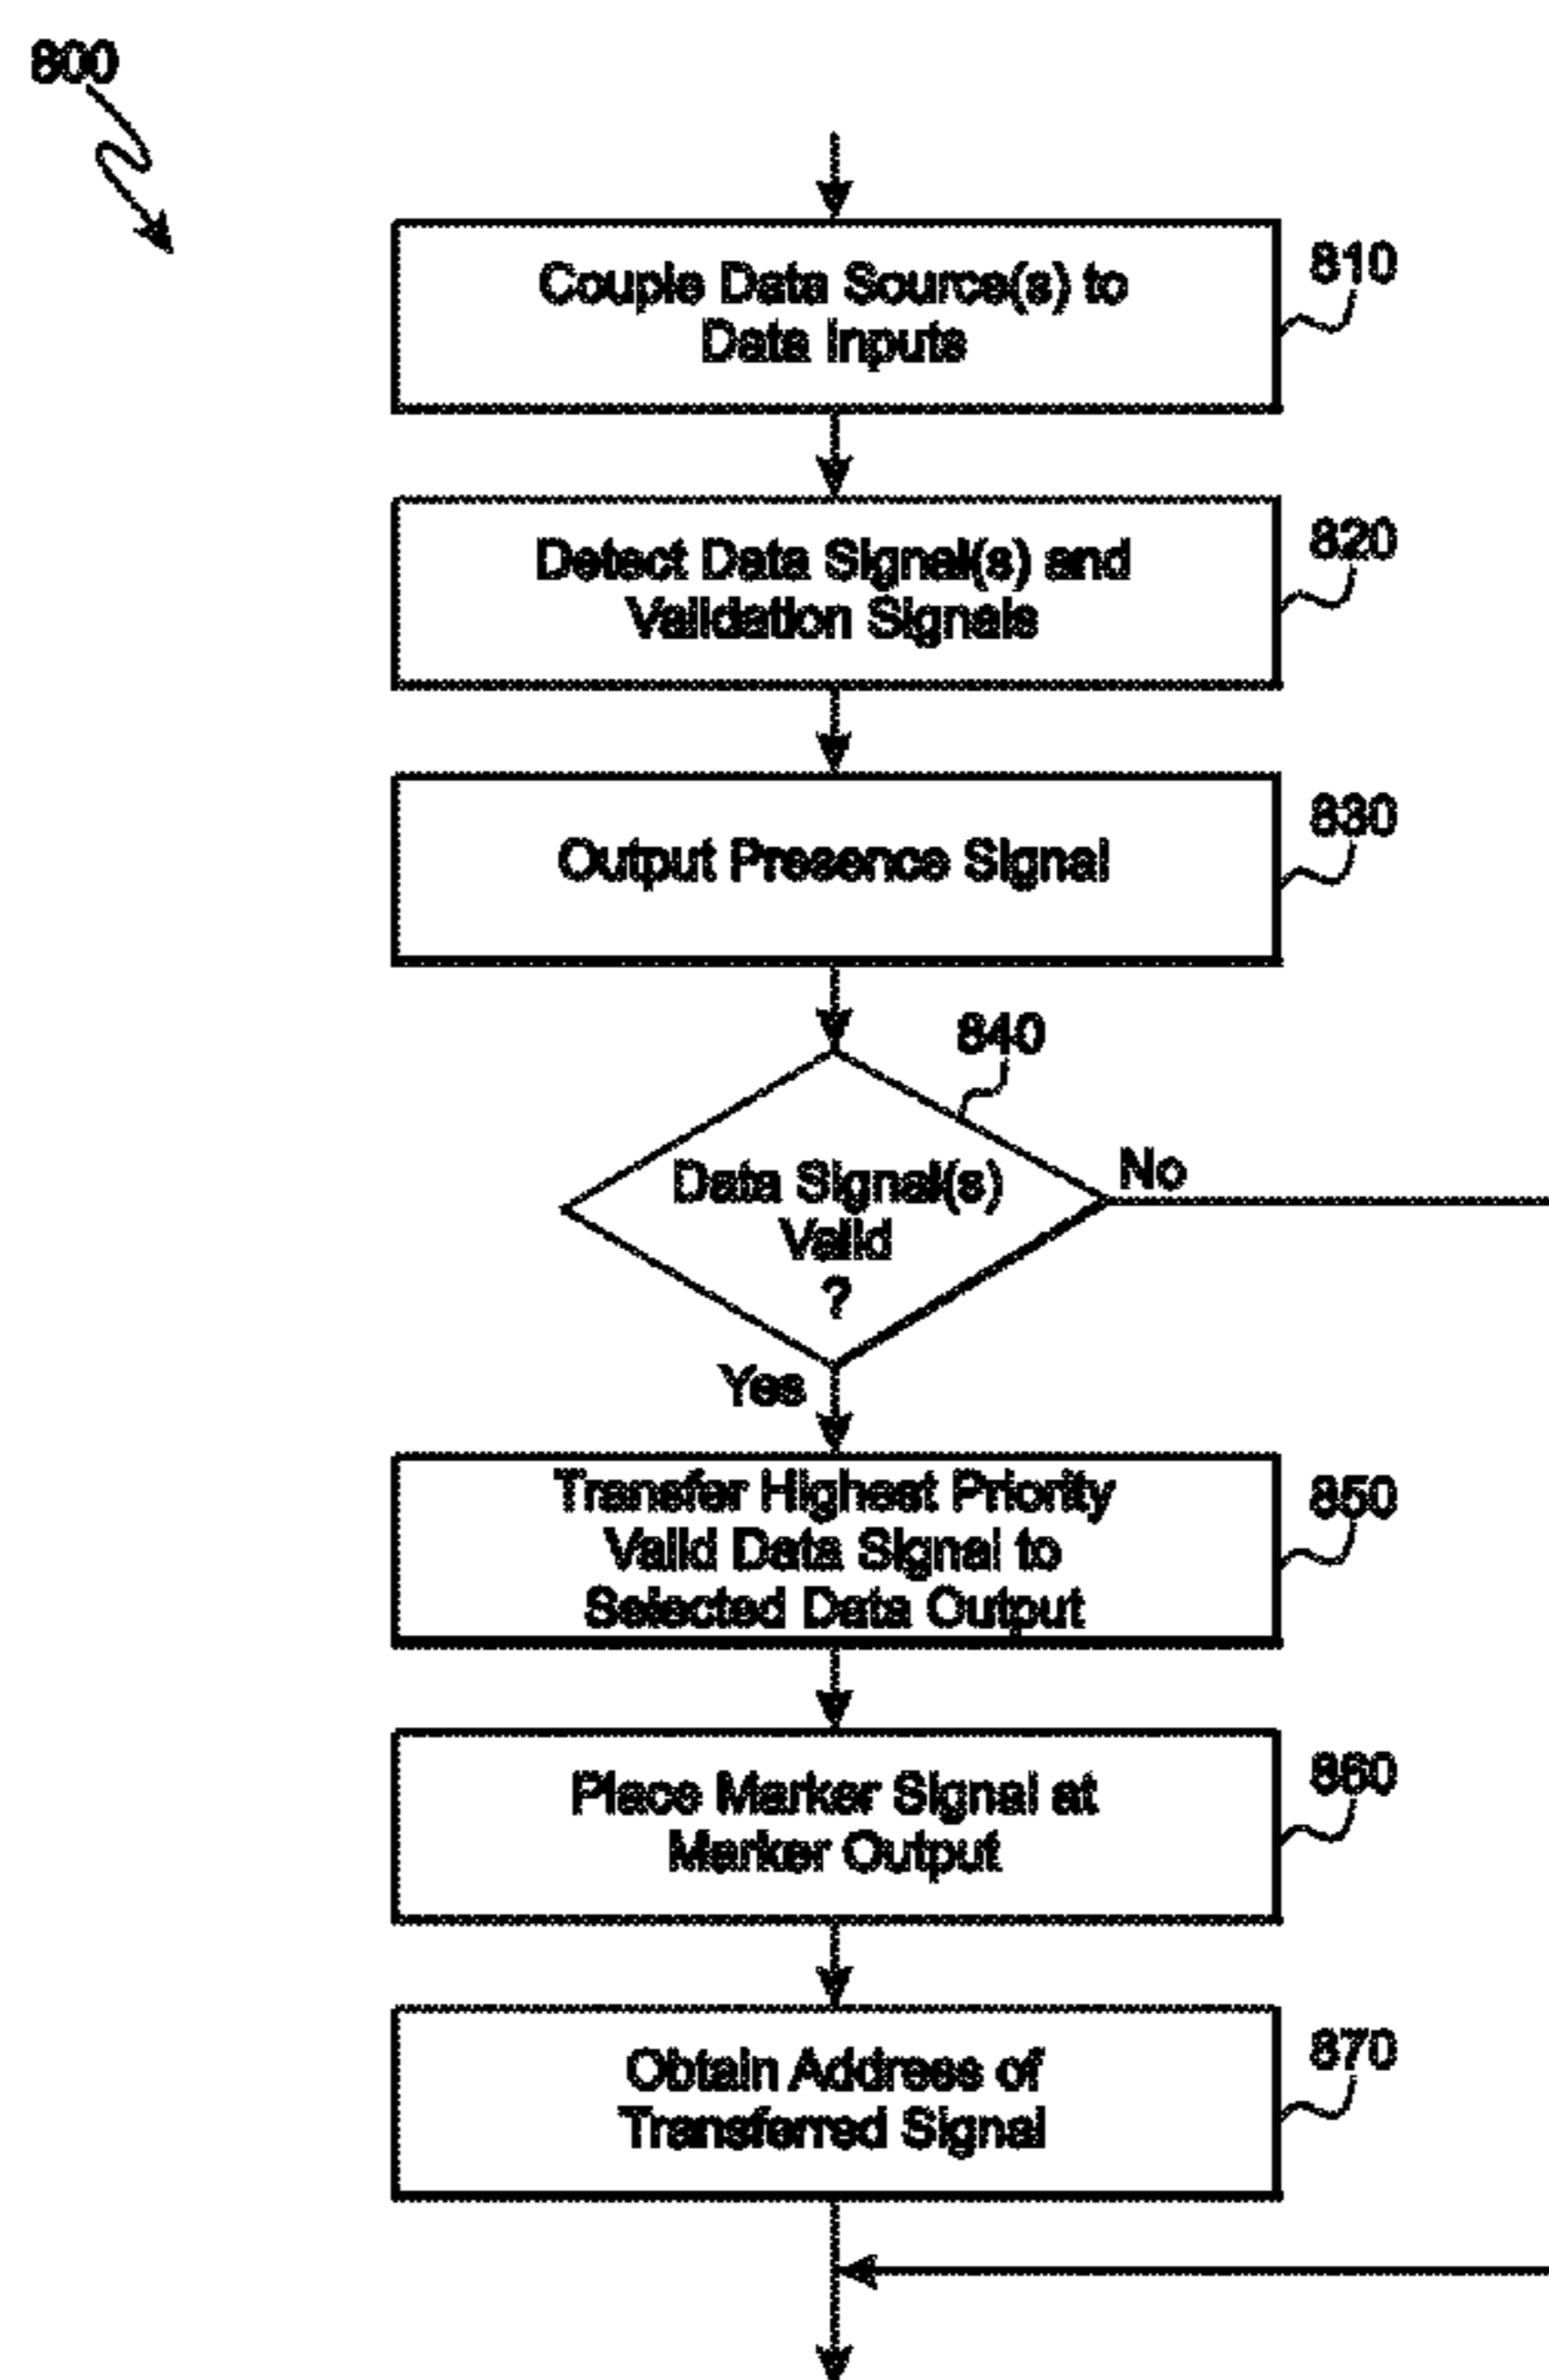 800
Couple Data Source(s) to
Data Inputs
810
Detect Data Signal(s) and
Validation Signals
820
Output Presence Signal
830
840
Data Signal(s)
Valid
?
No
Yes
Transfer Highest Priority
Valid Data Signal to
Selected Data Output
850
Place Marker Signal at
Marker Output
860
Obtain Address of
Transferred Signal
870